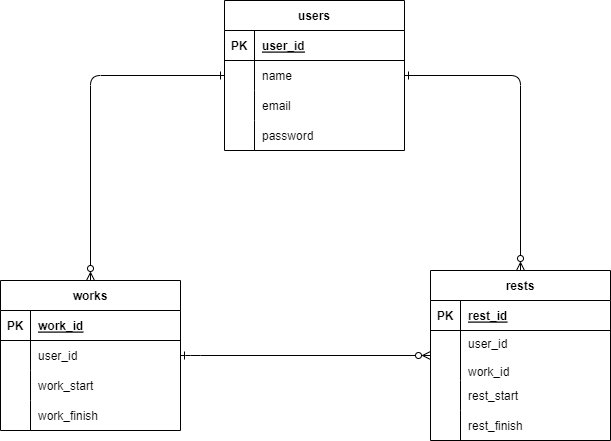 users
PK user_id
name
email
password
works
PK work_id
user_id
work_start
work_finish
rests
PK rest_id
user_id
work_id
rest_start
rest_finish